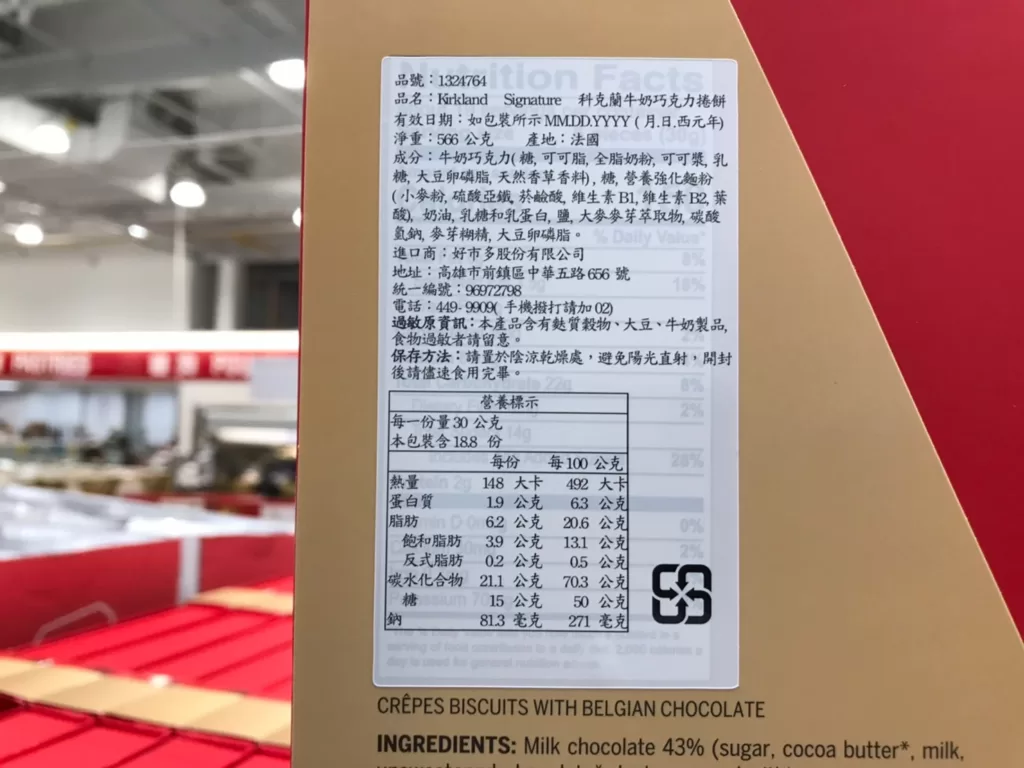 品號：1324764
品名：Kirkland Signature 科克蘭牛奶巧克力捲餅
有效日期：如包裝所示 MM.DD.YYYY ( 月,日,西元年)
淨重：566 公克 產地：法國
成分：牛奶巧克力( 糖, 可可脂, 全脂奶粉, 可可漿, 乳
糖, 大豆卵磷脂, 天然香草香料), 糖, 營養強化麵粉
( 小麥粉, 硫酸亞鐵, 菸鹼酸, 維生素 B1, 維生素 B2, 葉
酸), 奶油, 乳糖和乳蛋白, 鹽, 大麥麥芽萃取物, 碳酸
氫鈉, 麥芽糊精, 大豆卵磷脂。
進口商：好市多股份有限公司
地址：高雄市前鎮區中華五路 656 號
統一編號：96972798
電話：449-9909( 手機撥打請加 02)
過敏原資訊：本產品含有麩質穀物、大豆、牛奶製品,
食物過敏者請留意。
保存方法：請置於陰涼乾燥處，避免陽光直射，開封
後請儘速食用完畢。
營養標示
每一份量 30 公克
本包裝含 18.8 份
每份 每 100 公克
熱量 148 大卡 492 大卡
蛋白質 1.9 公克 6.3 公克
脂肪 6.2 公克 20.6 公克
飽和脂肪 3.9 公克 13.1 公克
反式脂肪 0.2 公克 0.5 公克
碳水化合物 21.1 公克 70.3 公克
糖 15 公克 50 公克
鈉 81.3 毫克 271 毫克
Nutrition Facts
% Daily Value*
CRÊPES BISCUITS WITH BELGIAN CHOCOLATE
INGREDIENTS: Milk chocolate 43% (sugar, cocoa butter*, milk,